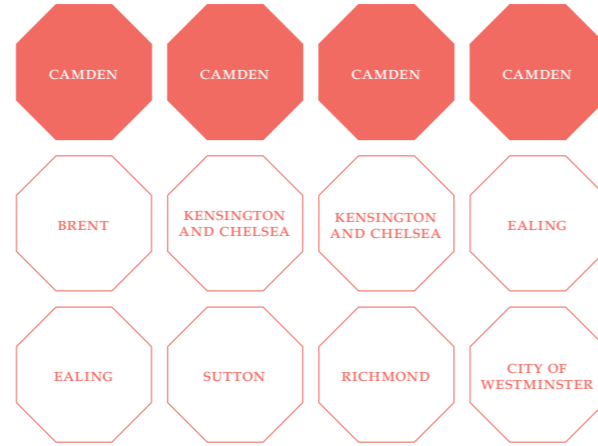 CAMDEN CAMDEN CAMDEN CAMDEN
BRENT
KENSINGTON
AND CHELSEA
KENSINGTON
AND CHELSEA
EALING
EALING
SUTTON
RICHMOND
CITY OF
WESTMINSTER